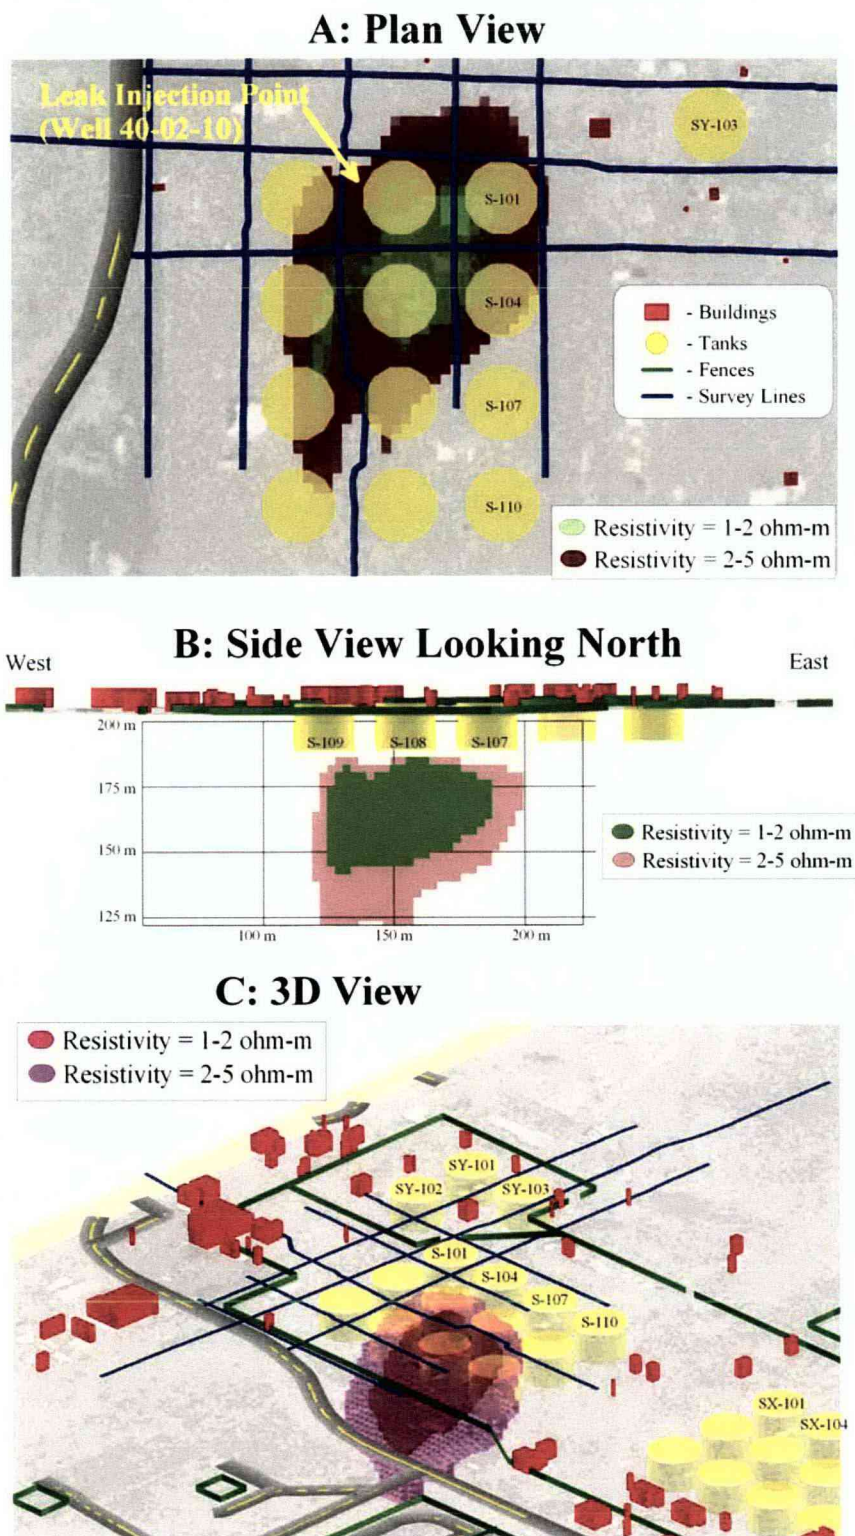 A: Plan View
Leak Injection Point
(Well 40-02-10)
SY-103
S-101
S-104
- Buildings
- Tanks
- Fences
- Survey Lines
S-107
S-110
Resistivity = 1-2 ohm-m
Resistivity = 2-5 ohm-m
B: Side View Looking North
West
East
200 m
S-109
S-108
S-107
175 m
150 m
125 m
100 m
150 m
200 m
Resistivity = 1-2 ohm-m
Resistivity = 2-5 ohm-m
C: 3D View
Resistivity = 1-2 ohm-m
Resistivity = 2-5 ohm-m
SY-101
SY-102
SY-103
S-101
S-104
S-107
S-110
SX-101
SX-104